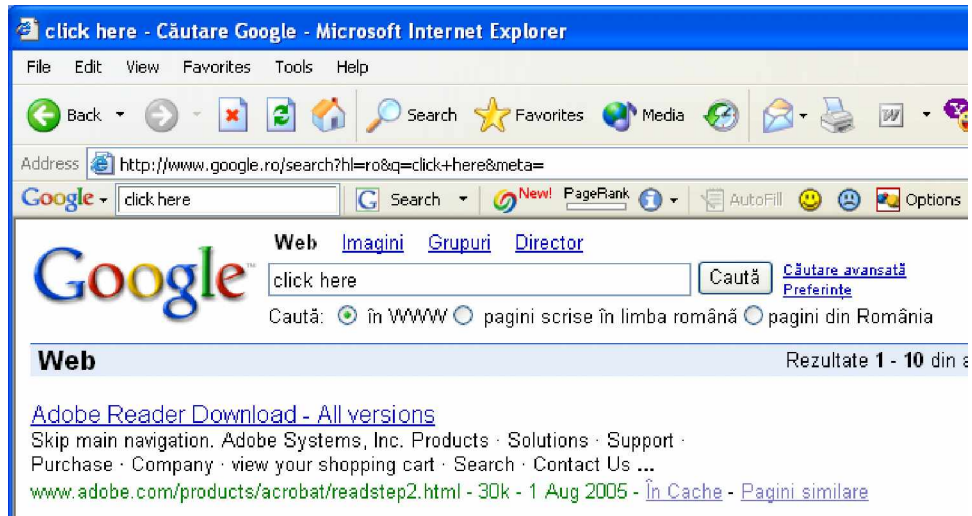 click here - Căutare Google - Microsoft Internet Explorer
File Edit View Favorites Tools Help
Back Search Favorites Media W
Address http://www.google.ro/search?hl=ro&q=click+here&meta=
Google click here G Search New! PageRank AutoFill Options
Web Imagini Grupuri Director
Google™ click here Caută Căutare avansată
Preferinţe
Caută: în WWW pagini scrise în limba română pagini din România
Web Rezultate 1 - 10 din
Adobe Reader Download - All versions
Skip main navigation. Adobe Systems, Inc. Products · Solutions · Support ·
Purchase · Company · view your shopping cart · Search · Contact Us ...
www.adobe.com/products/acrobat/readstep2.html - 30k - 1 Aug 2005 - În Cache - Pagini similare